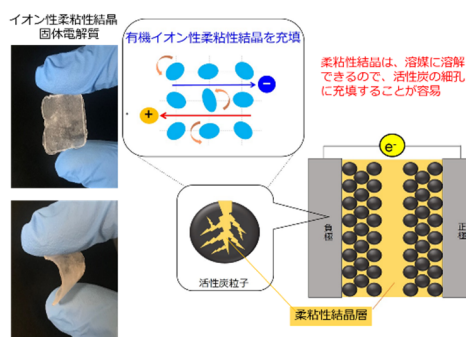 イオン性柔粘性結晶
固体電解質
有機イオン性柔粘性結晶を充填
−
+
柔粘性結晶は、溶媒に溶解
できるので、活性炭の細孔
に充填することが容易
e-
負極
正極
活性炭粒子
柔粘性結晶層